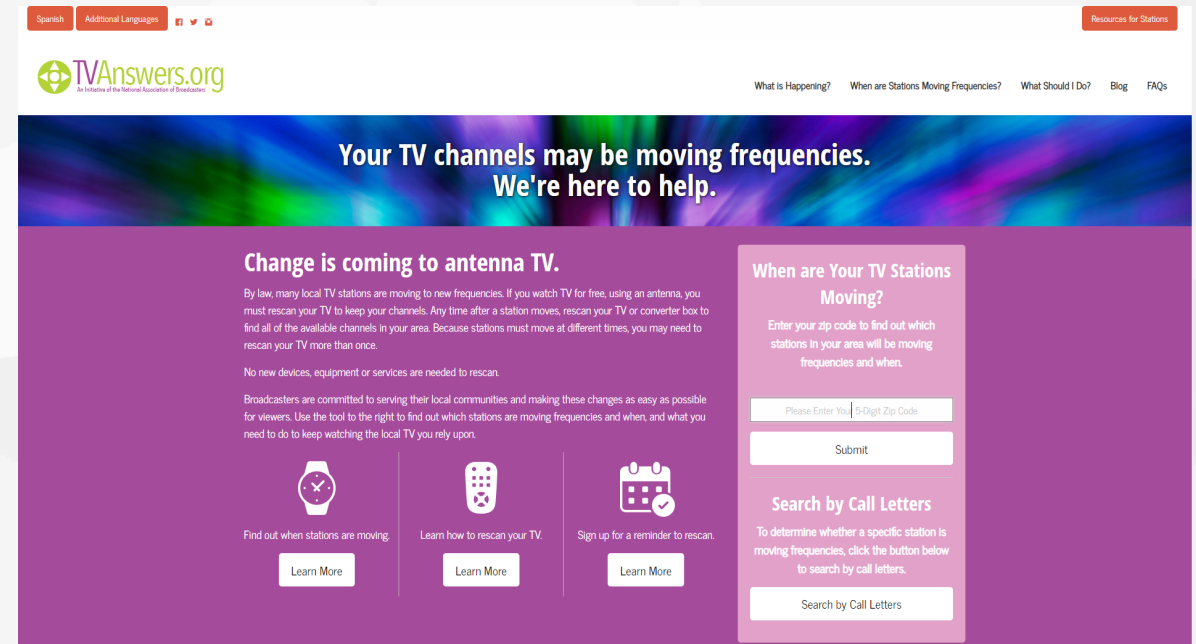 Spanish
Additional Languages
Resources for Stations
TVAnswers.org
An Initiative of the National Association of Broadcasters
What is Happening?
When are Stations Moving Frequencies?
What Should I Do?
Blog
FAQs
Your TV channels may be moving frequencies.
We're here to help.
Change is coming to antenna TV.
By law, many local TV stations are moving to new frequencies. If you watch TV for free, using an antenna, you
must rescan your TV to keep your channels. Any time after a station moves, rescan your TV or converter box to
find all of the available channels in your area. Because stations must move at different times, you may need to
rescan your TV more than once.
No new devices, equipment or services are needed to rescan.
Broadcasters are committed to serving their local communities and making these changes as easy as possible
for viewers. Use the tool to the right to find out which stations are moving frequencies and when, and what you
need to do to keep watching the local TV you rely upon.
Find out when stations are moving.
Learn More
Learn how to rescan your TV.
Learn More
Sign up for a reminder to rescan.
Learn More
When are Your TV Stations
Moving?
Enter your zip code to find out which
stations in your area will be moving
frequencies and when.
Please Enter Your 5-Digit Zip Code
Submit
Search by Call Letters
To determine whether a specific station is
moving frequencies, click the button below
to search by call letters.
Search by Call Letters